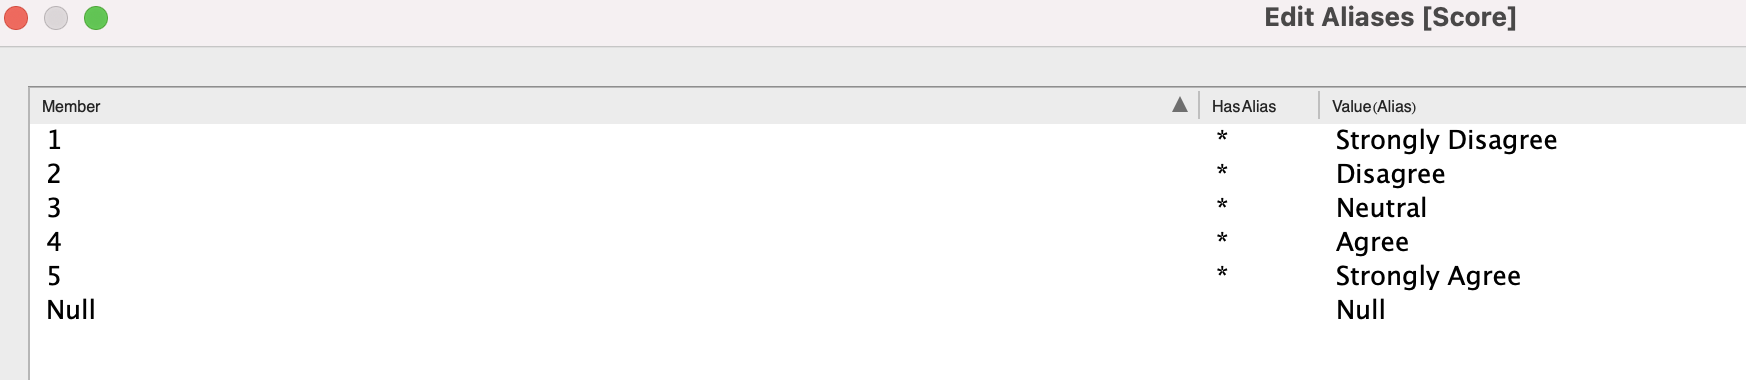 Edit Aliases [Score]
Member Has Alias Value (Alias)
1 * Strongly Disagree
2 * Disagree
3 * Neutral
4 * Agree
5 * Strongly Agree
Null Null